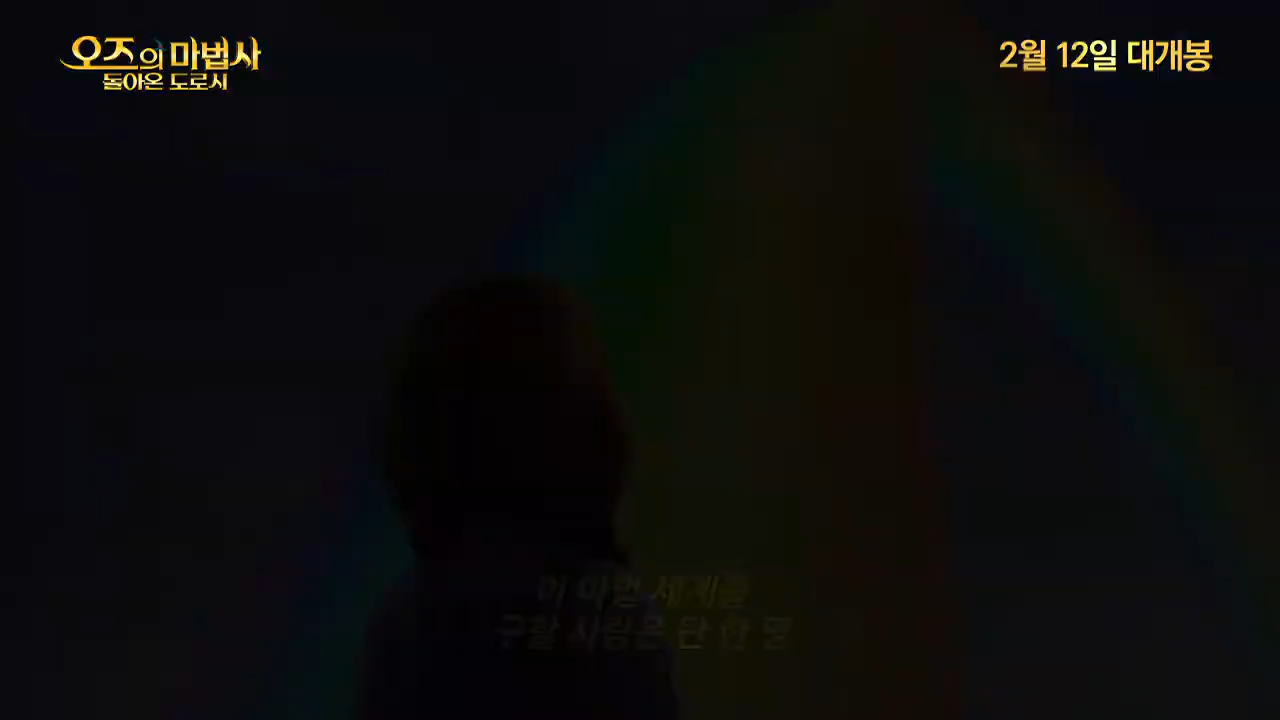 오즈의 마법사
돌아온 도로시
2월 12일 대개봉
이 마법 세계를
구할 사람은 단 한 명